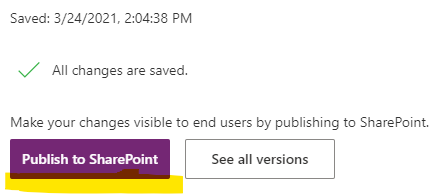 Saved: 3/24/2021, 2:04:38 PM
All changes are saved.
Make your changes visible to end users by publishing to SharePoint.
Publish to SharePoint
See all versions